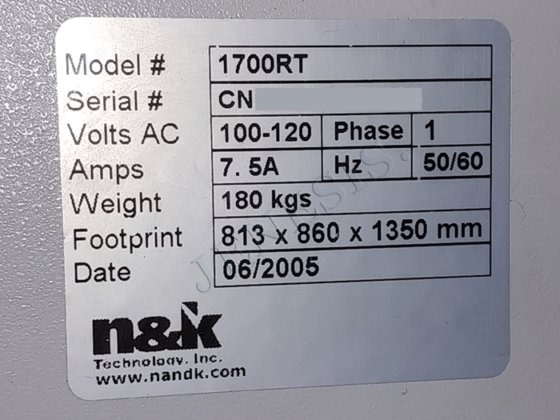 Model # 1700RT
Serial # CN
Volts AC 100-120 Phase 1
Amps 7.5A Hz 50/60
Weight 180 kgs
Footprint 813 x 860 x 1350 mm
Date 06/2005
n&k
Technology, Inc.
www.nandk.com